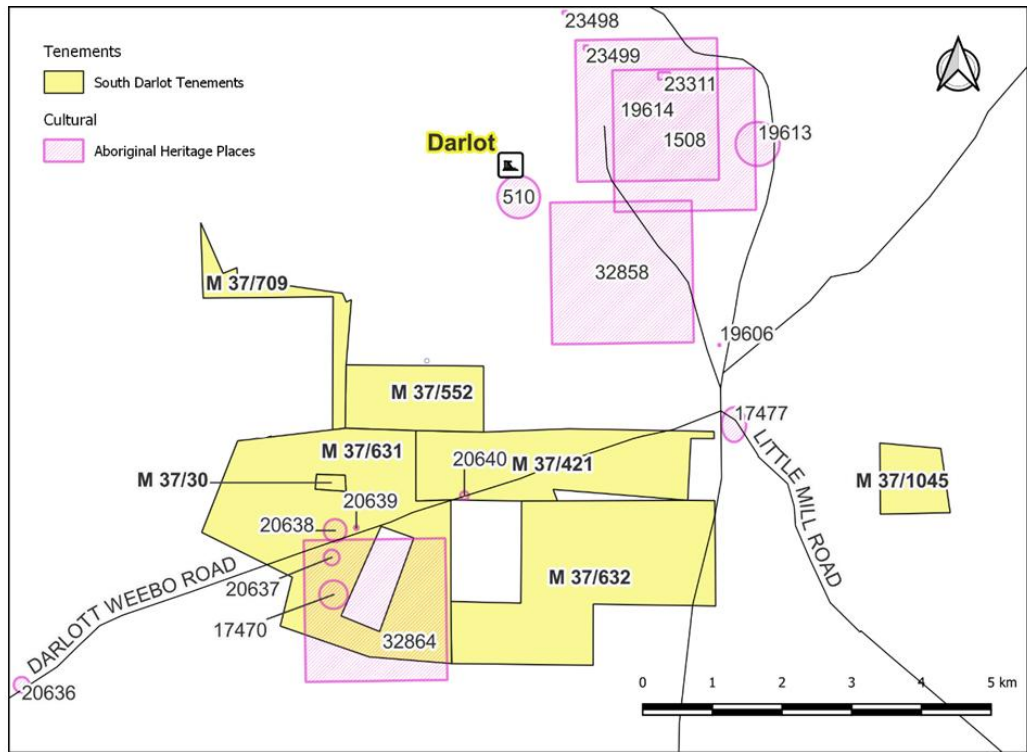 Tenements
South Darlot Tenements
Cultural
Aboriginal Heritage Places
23498
23499
23311
19614
1508
19613
Darlot
510
32858
M 37/709
19606
M 37/552
17477
M 37/631
20640
M 37/421
M 37/30
20639
M 37/1045
20638
LITTLE MILL ROAD
DARLOTT WEEBO ROAD
20637
M 37/632
17470
32864
20636
0 1 2 3 4 5 km